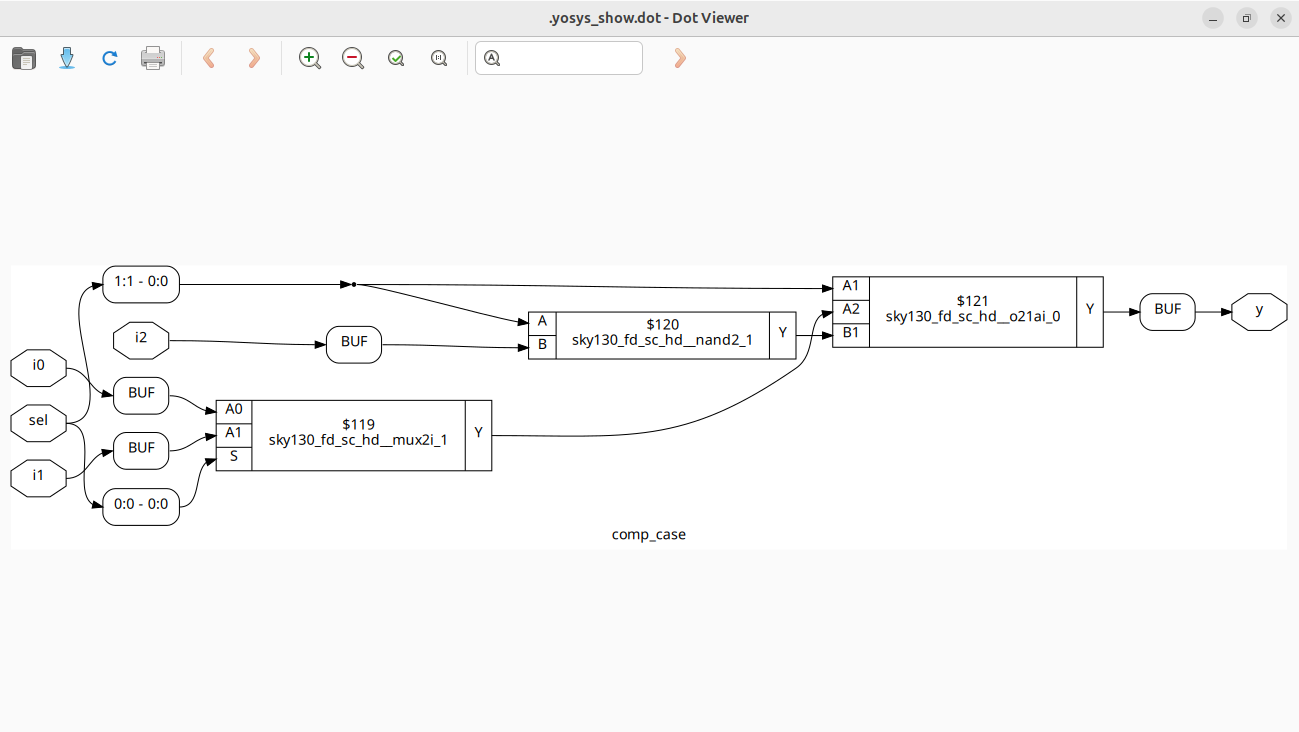 .yosys_show.dot - Dot Viewer
1:1 - 0:0
i2
BUF
i0
BUF
sel
BUF
i1
0:0 - 0:0
A0
A1
S
$119
sky130_fd_sc_hd__mux2i_1
Y
A
B
$120
sky130_fd_sc_hd__nand2_1
Y
A1
A2
B1
$121
sky130_fd_sc_hd__o21ai_0
Y
BUF
y
comp_case